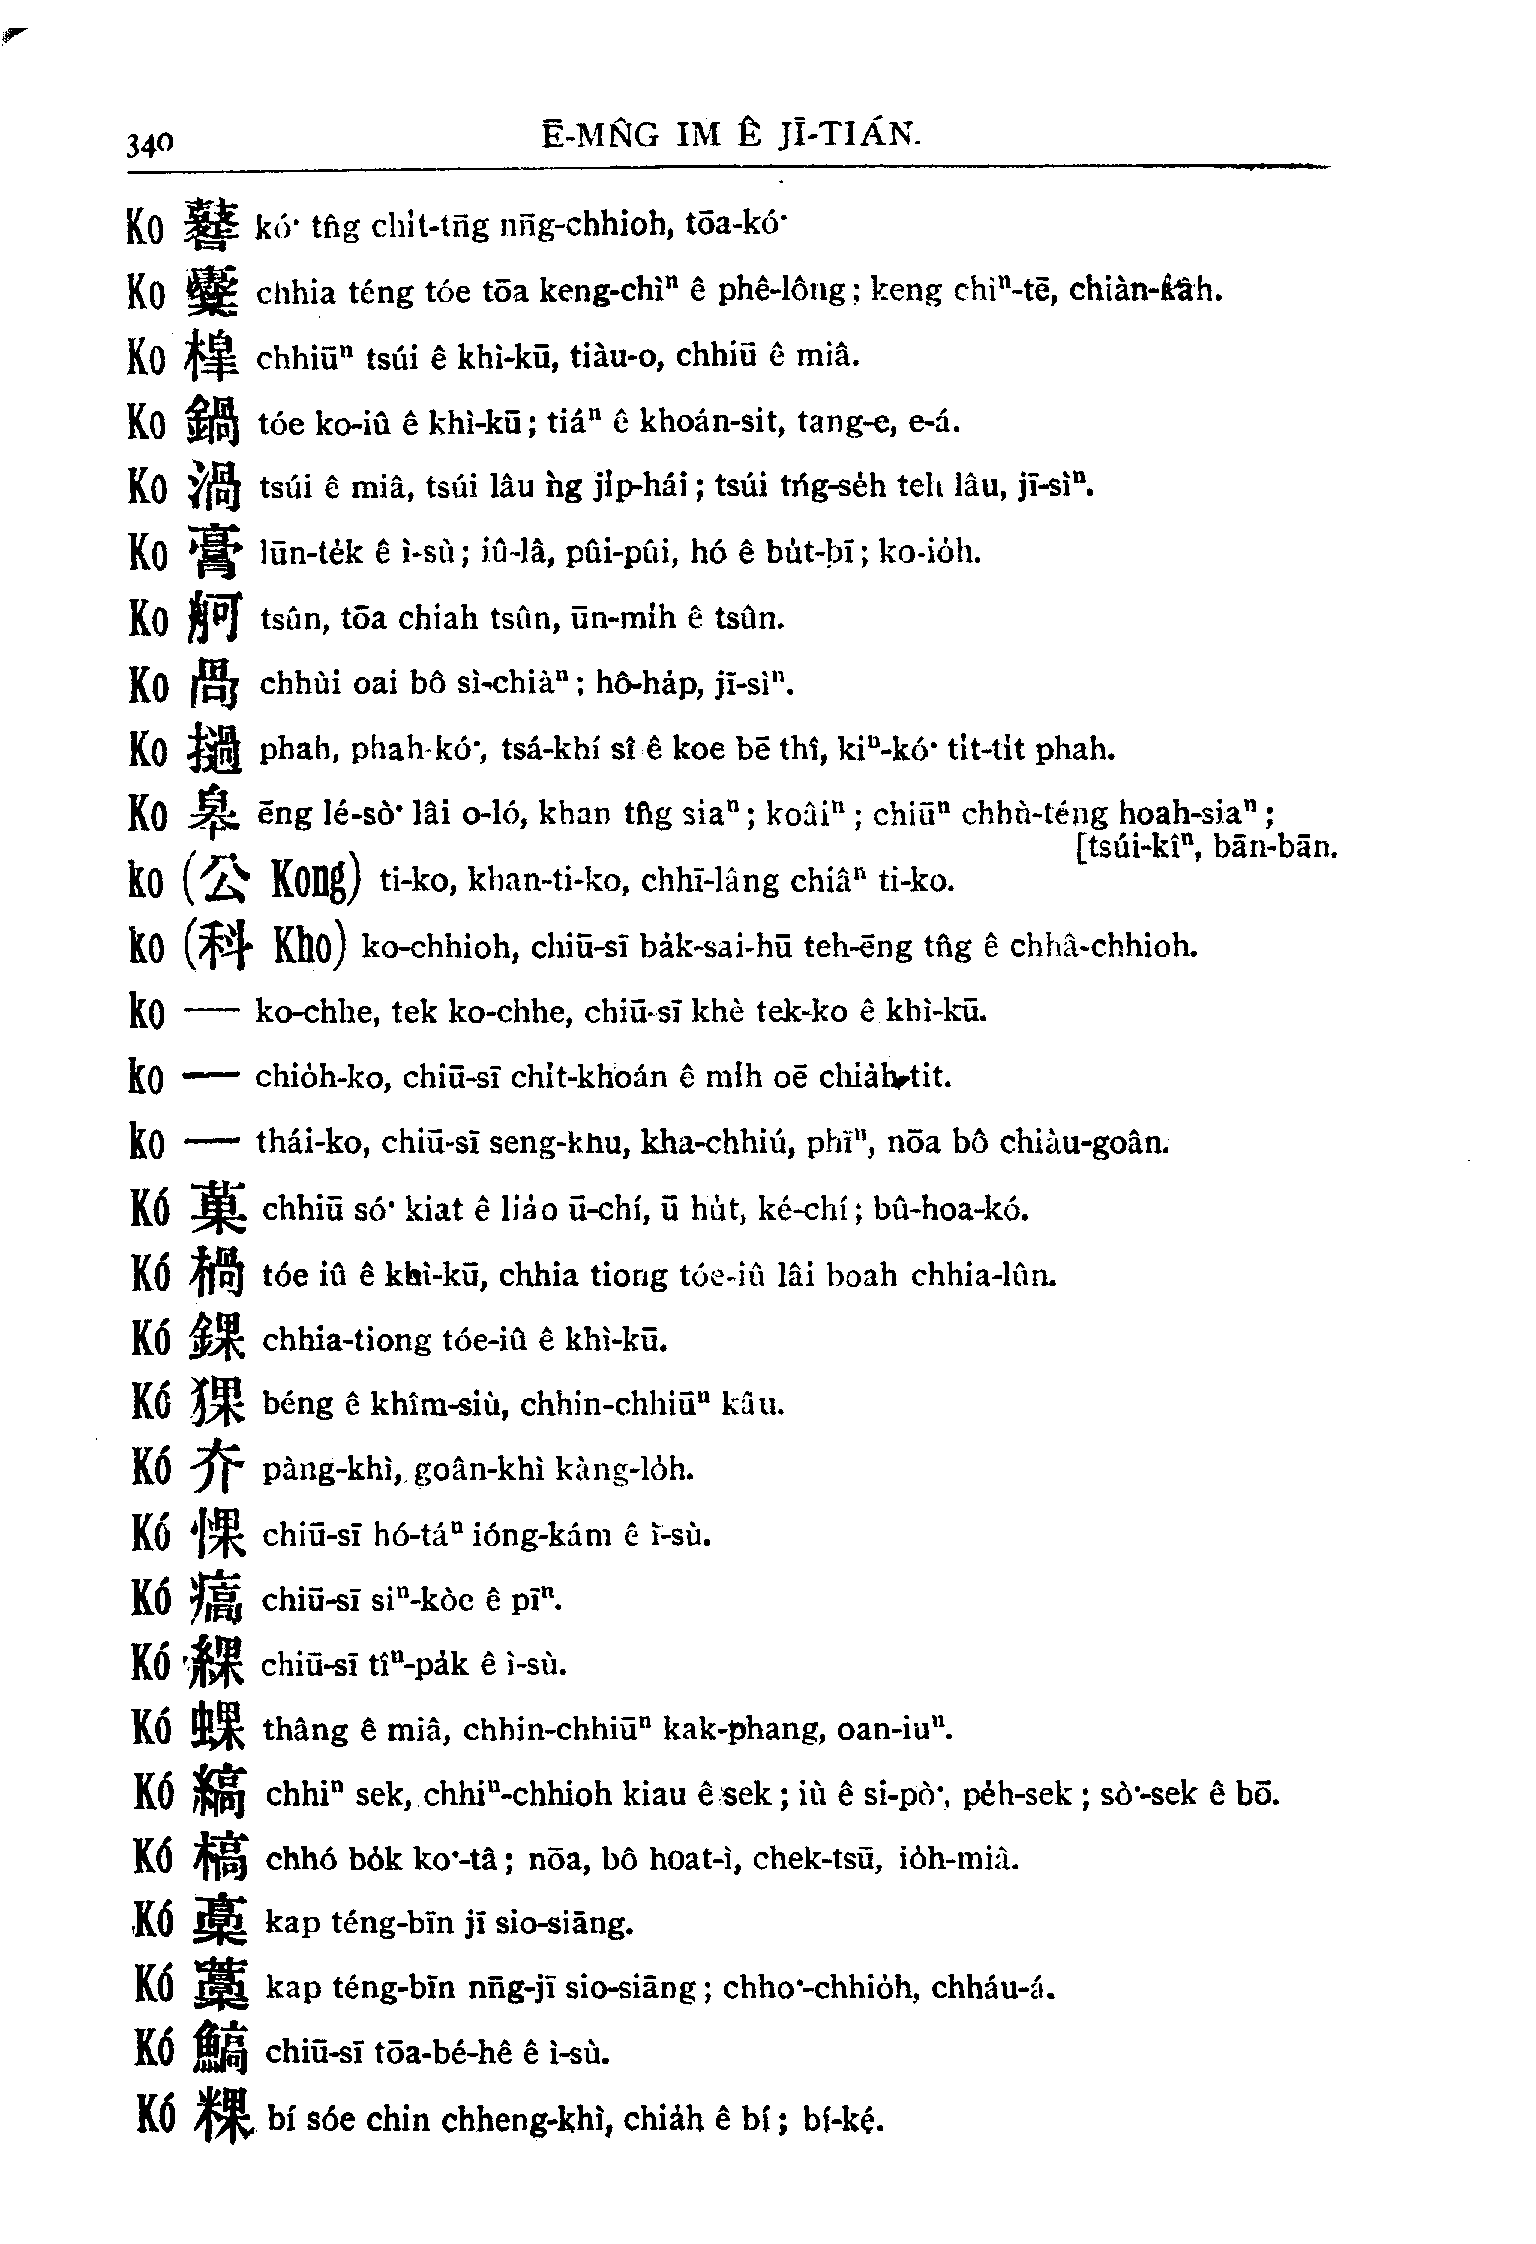 340 Ē-MN̂G IM Ê JĪ-TIÁN.
Ko 鼛 kó͘ tn̂g chi̍t-tn̄g nn̄g-chhioh, tōa-kó͘
Ko 櫜 chhia téng tóe tōa keng-chìⁿ ê phê-lông; keng chìⁿ-tē, chiàn-kah.
Ko 槹 chhiūⁿ tsúi ê khì-kū, tiàu-o, chhiū ê miâ.
Ko 鍋 tóe ko-iû ê khì-kū; tiáⁿ ê khoán-sit, tang-e, e-á.
Ko 渦 tsúi ê miâ, tsúi lâu ǹg ji̍p-hái; tsúi tńg-se̍h teh lâu, jī-sìⁿ.
Ko 膏 lūn-te̍k ê ì-sù; iû-lâ, pûi-pûi, hó ê bu̍t-bī; ko-io̍h.
Ko 舸 tsûn, tōa chiah tsûn, ūn-mi̍h ê tsûn.
Ko 咼 chhùi oai bô sì-chiàⁿ; hô-ha̍p, jī-sìⁿ.
Ko 撾 phah, phah-kó͘, tsá-khí sî ê koe bē thî, kiⁿ-kó͘ ti̍t-ti̍t phah.
Ko 皋 ēng lé-sò͘ lâi o-ló, khan tn̂g siaⁿ; koâiⁿ; chiūⁿ chhù-téng hoah-siaⁿ;
[tsúi-kîⁿ, bān-bān.
ko (公 Kong) ti-ko, khan-ti-ko, chhī-lâng chiâⁿ ti-ko.
ko (科 Kho) ko-chhioh, chiū-sī ba̍k-sai-hū teh-ēng tn̂g ê chhâ-chhioh.
ko — ko-chhe, tek ko-chhe, chiū-sī khè tek-ko ê khì-kū.
ko — chio̍h-ko, chiū-sī chi̍t-khoán ê mi̍h oē chia̍h-tit.
ko — thái-ko, chiū-sī seng-khu, kha-chhiú, phīⁿ, nōa bô chiàu-goân.
Kó 菓 chhiū só͘ kiat ê liáo ū-chí, ū hu̍t, ké-chí; bû-hoa-kó.
Kó 楇 tóe iû ê khì-kū, chhia tiong tóe-iû lâi boah chhia-lûn.
Kó 錁 chhia-tiong tóe-iû ê khì-kū.
Kó 猓 béng ê khîm-siù, chhin-chhiūⁿ kâu.
Kó 夰 pàng-khì, goân-khì kàng-lo̍h.
Kó 惈 chiū-sī hó-táⁿ ióng-kám ê ì-sù.
Kó 㾸 chiū-sī siⁿ-kòe ê pīⁿ.
Kó 綶 chiū-sī tîⁿ-pa̍k ê ì-sù.
Kó 蜾 thâng ê miâ, chhin-chhiūⁿ kak-phang, oan-iuⁿ.
Kó 縞 chhiⁿ sek, chhiⁿ-chhioh kiau ê sek; iù ê si-pò͘, pe̍h-sek; sò͘-sek ê bō.
Kó 槁 chhó bo̍k ko͘-tâ; nōa, bô hoat-ì, chek-tsū, io̍h-miâ.
Kó 稾 kap téng-bīn jī sio-siāng.
Kó 藁 kap téng-bīn nn̄g-jī sio-siāng; chho͘-chhio̍h, chháu-á.
Kó 鰝 chiū-sī tōa-bé-hê ê ì-sù.
Kó 粿 bí sóe chin chheng-khì, chia̍h ê bí; bí-ké.